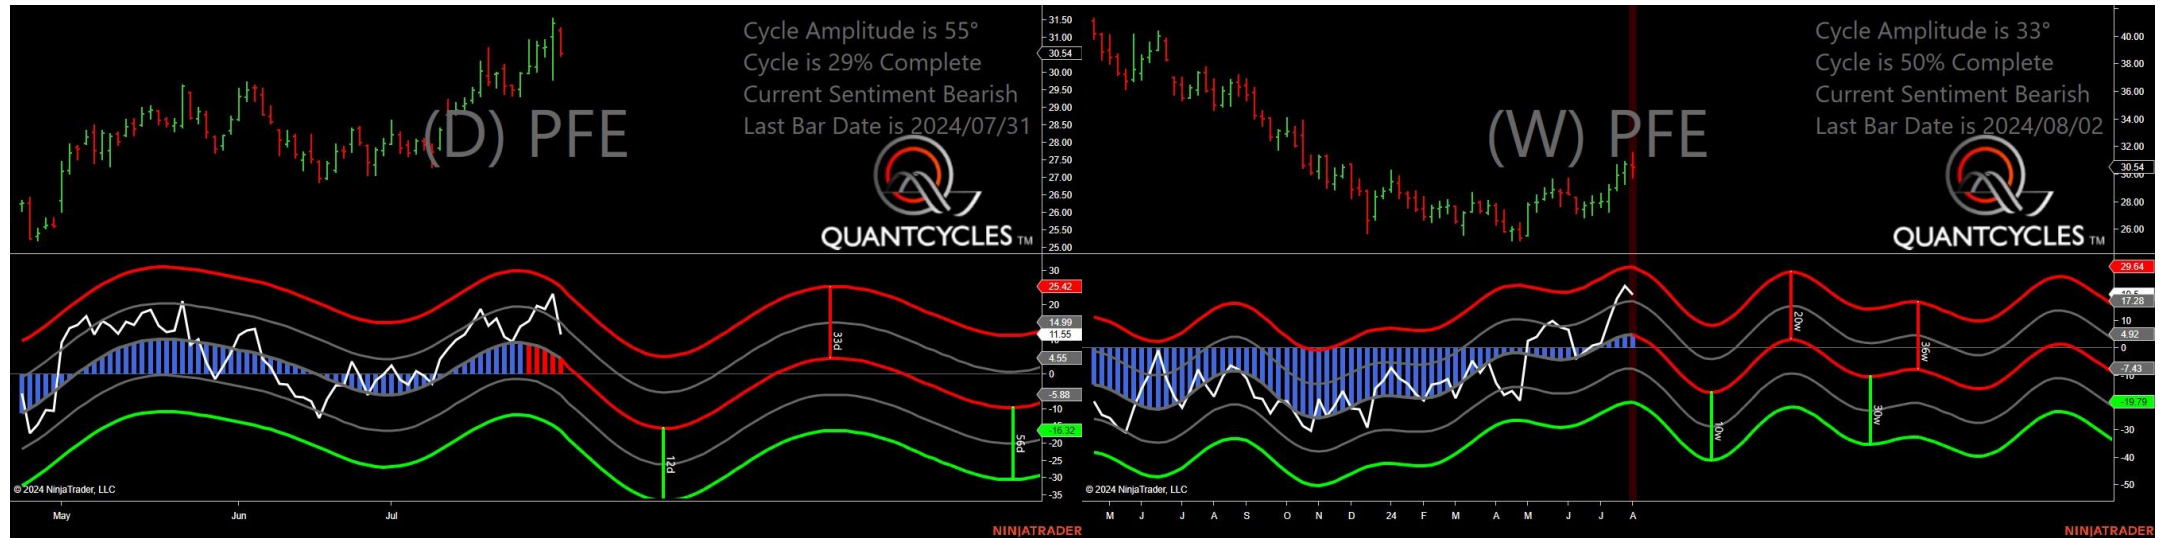 Cycle Amplitude is 55°
Cycle is 29% Complete
Current Sentiment Bearish
Last Bar Date is 2024/07/31
(D) PFE
QUANTCYCLES TM
31.50
31.00
30.54
30.00
29.50
29.00
28.50
28.00
27.50
27.00
26.50
26.00
25.50
25.00
30
25.42
20
14.99
11.55
4.55
0
-5.88
-10
-16.32
-20
-25
-30
-35
12d
33d
56d
© 2024 NinjaTrader, LLC
May
Jun
Jul
NINJATRADER
Cycle Amplitude is 33°
Cycle is 50% Complete
Current Sentiment Bearish
Last Bar Date is 2024/08/02
(W) PFE
QUANTCYCLES TM
40.00
38.00
36.00
34.00
32.00
30.54
30.00
28.00
26.00
29.64
17.28
10
4.92
0
-7.43
-19.79
-30
-40
-50
10w
20w
30w
36w
© 2024 NinjaTrader, LLC
M
J
J
A
S
O
N
D
24
F
M
A
M
J
J
A
NINJATRADER